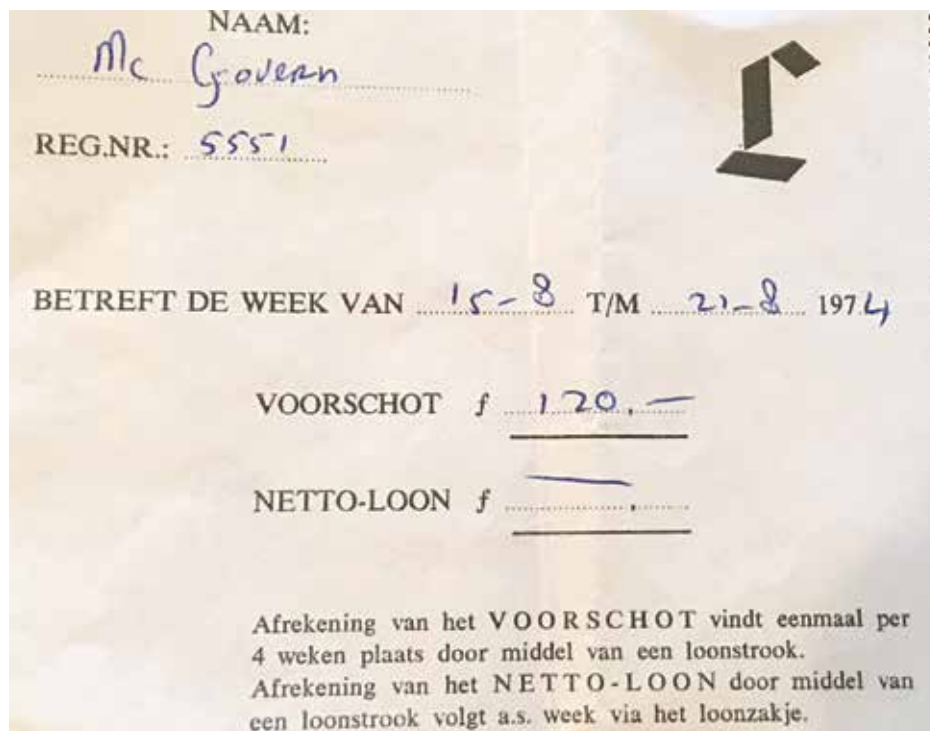 NAAM:
Mc Govern
REG.NR.: 5551
BETREFT DE WEEK VAN 15-8 T/M 21-8 1974
VOORSCHOT f 120,—
NETTO-LOON f —,
Afrekening van het VOORSCHOT vindt eenmaal per
4 weken plaats door middel van een loonstrook.
Afrekening van het NETTO-LOON door middel van
een loonstrook volgt a.s. week via het loonzakje.